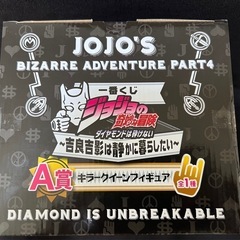 JOJO'S
BIZARRE ADVENTURE PART4
一番くじ
ジョジョの
奇妙な冒険
ダイヤモンドは砕けない
~吉良吉影は静かに暮らしたい~
A賞
キラークイーンフィギュア
全1種
DIAMOND IS UNBREAKABLE